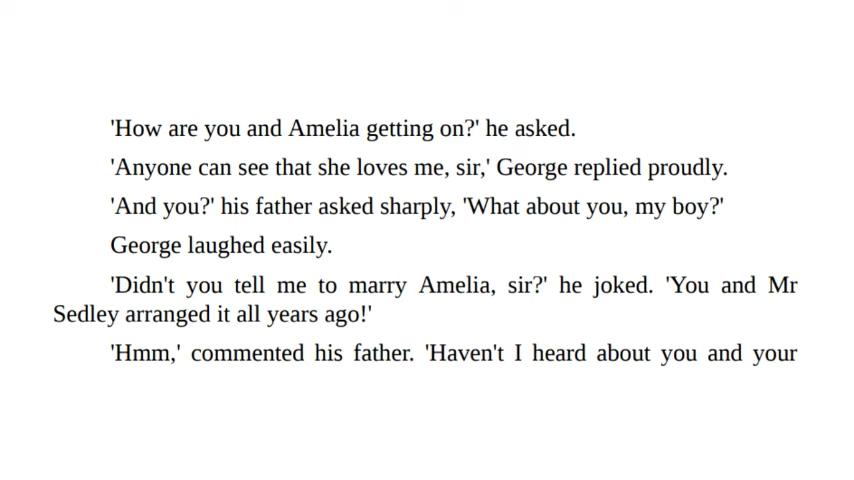 'How are you and Amelia getting on?' he asked.
'Anyone can see that she loves me, sir,' George replied proudly.
'And you?' his father asked sharply, 'What about you, my boy?'
George laughed easily.
'Didn't you tell me to marry Amelia, sir?' he joked. 'You and Mr
Sedley arranged it all years ago!'
'Hmm,' commented his father. 'Haven't I heard about you and your